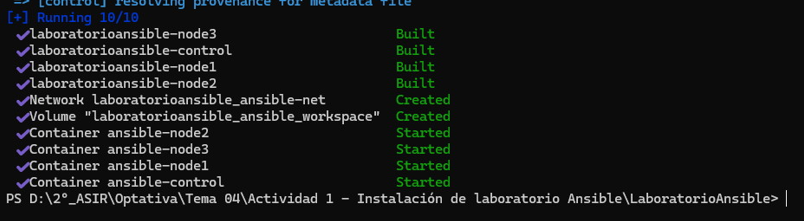 => [control] resolving provenance for metadata file
[+] Running 10/10
✔laboratorioansible-node3 Built
✔laboratorioansible-control Built
✔laboratorioansible-node1 Built
✔laboratorioansible-node2 Built
✔Network laboratorioansible_ansible-net Created
✔Volume "laboratorioansible_ansible_workspace" Created
✔Container ansible-node2 Started
✔Container ansible-node3 Started
✔Container ansible-node1 Started
✔Container ansible-control Started
PS D:\2°_ASIR\Optativa\Tema 04\Actividad 1 - Instalación de laboratorio Ansible\LaboratorioAnsible>